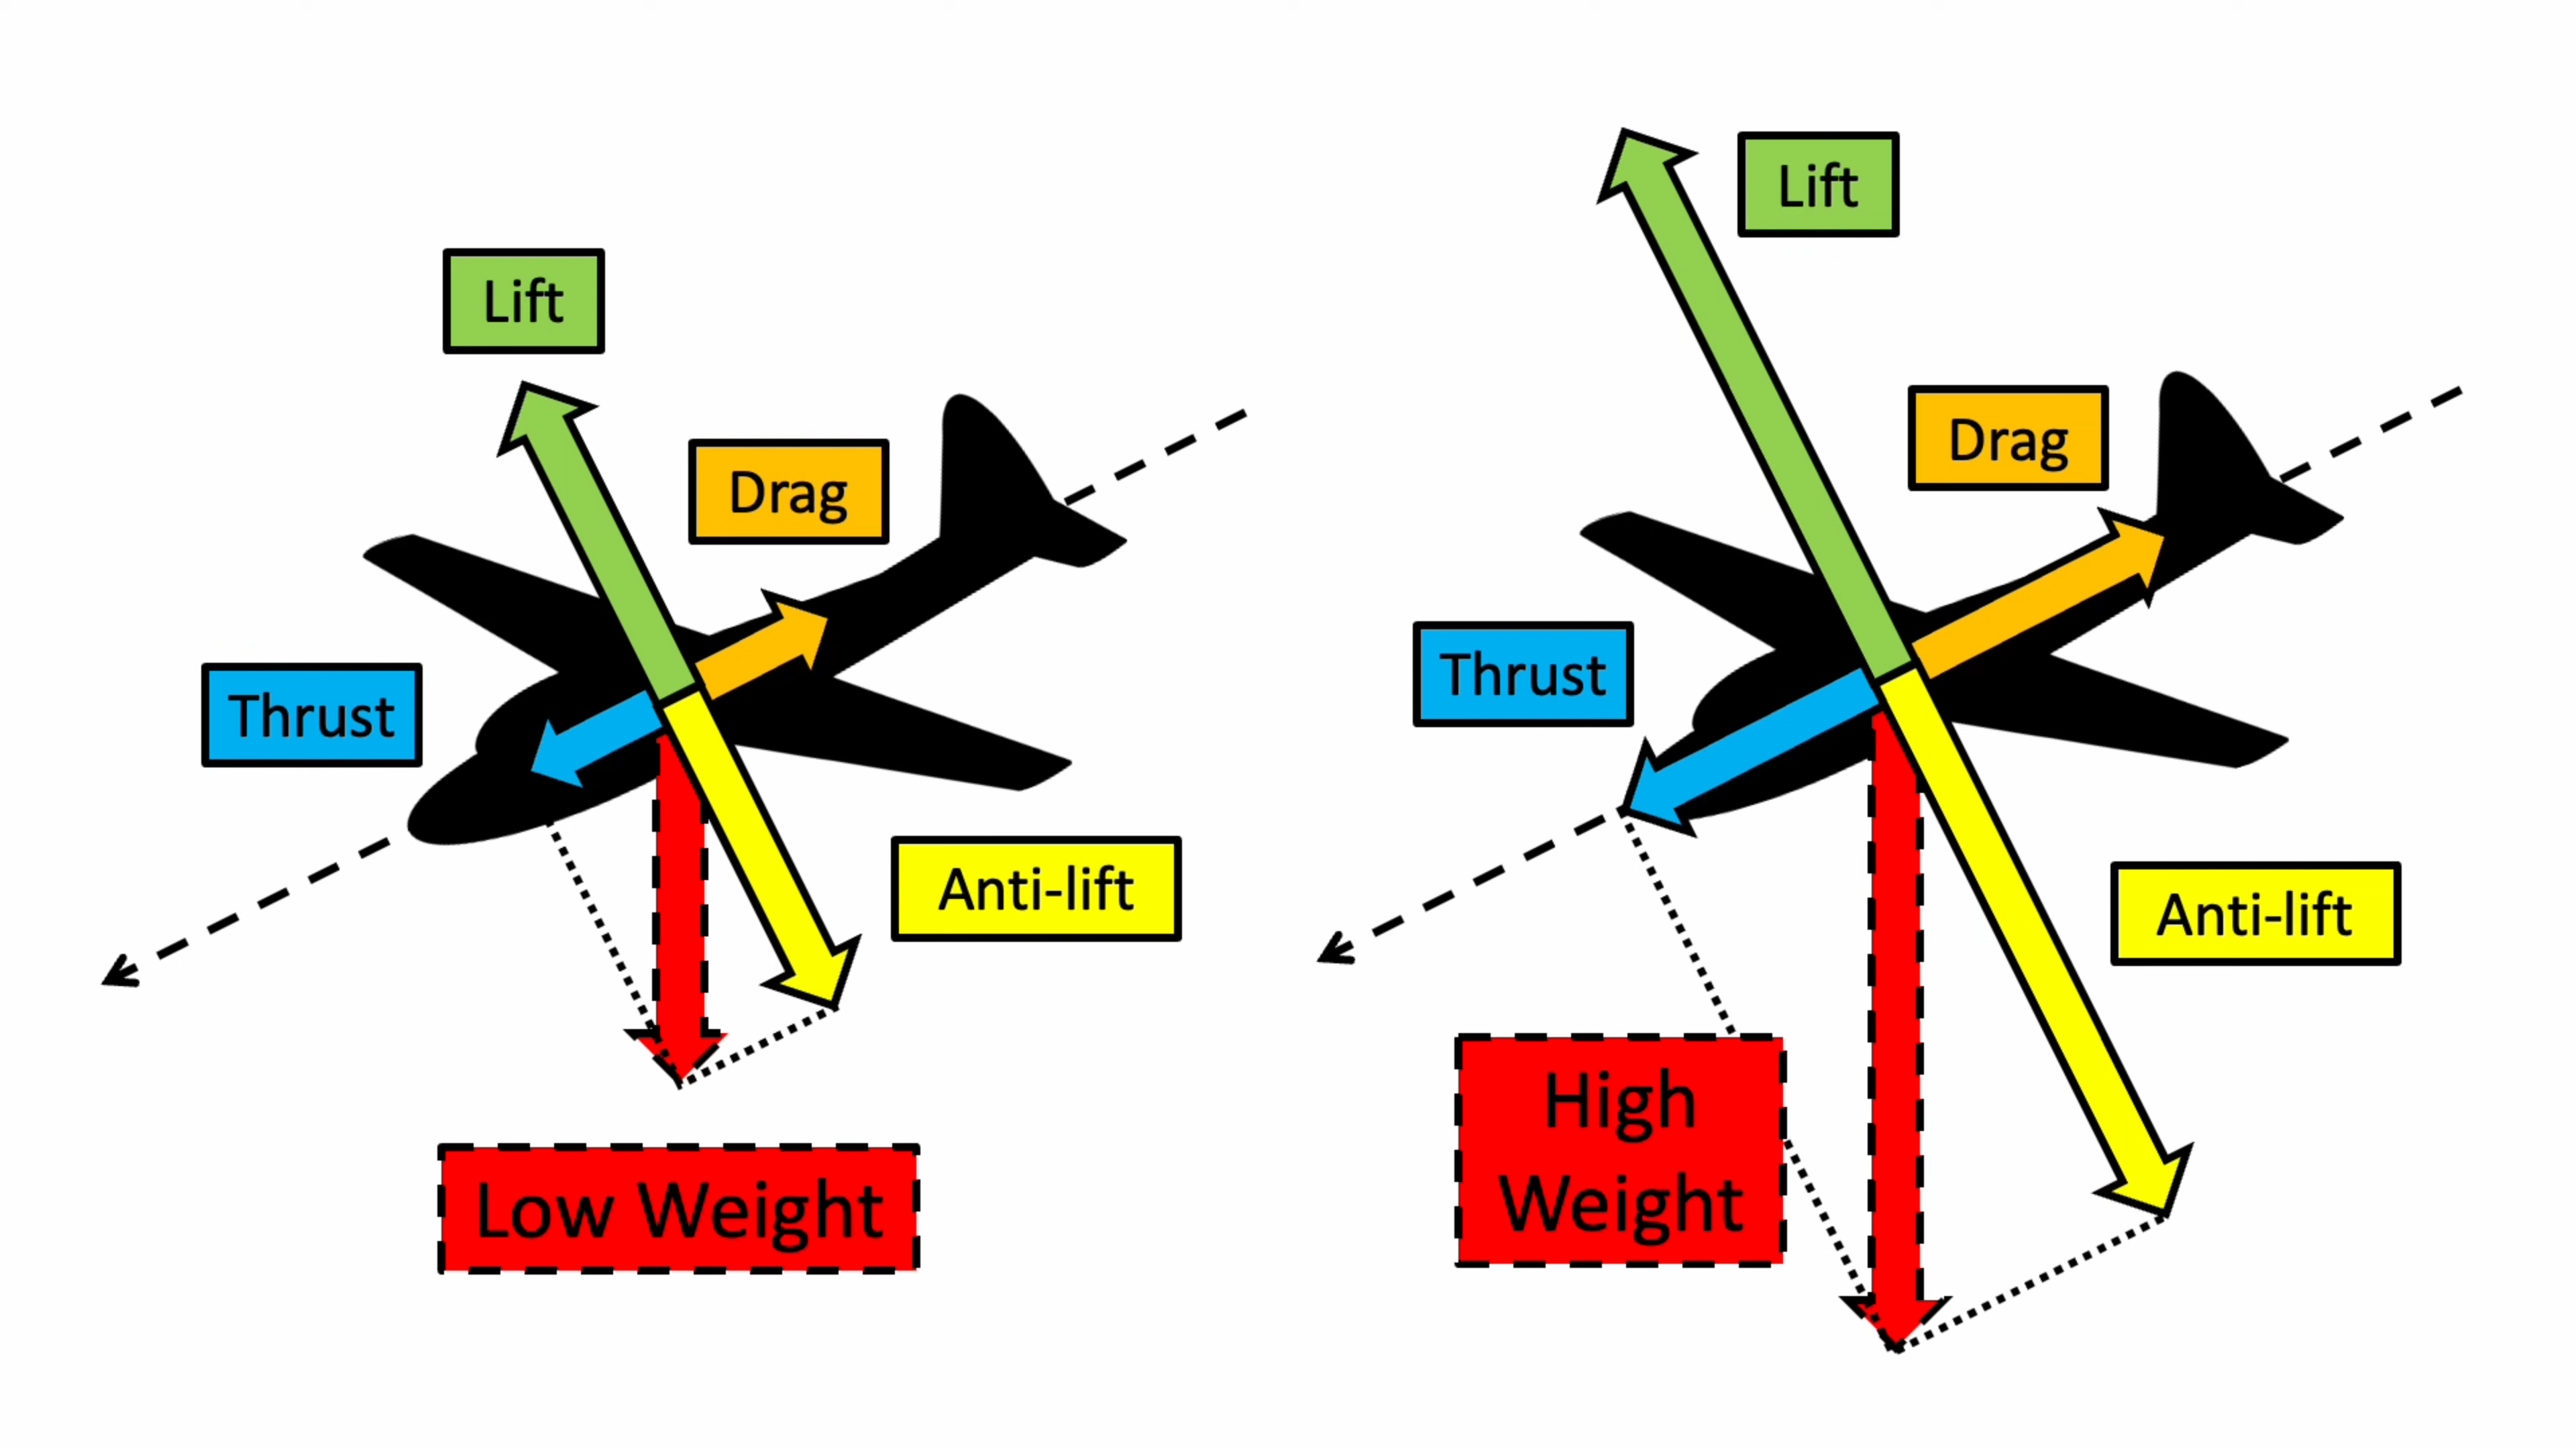 Lift
Drag
Thrust
Anti-lift
Low Weight
Lift
Drag
Thrust
Anti-lift
High
Weight